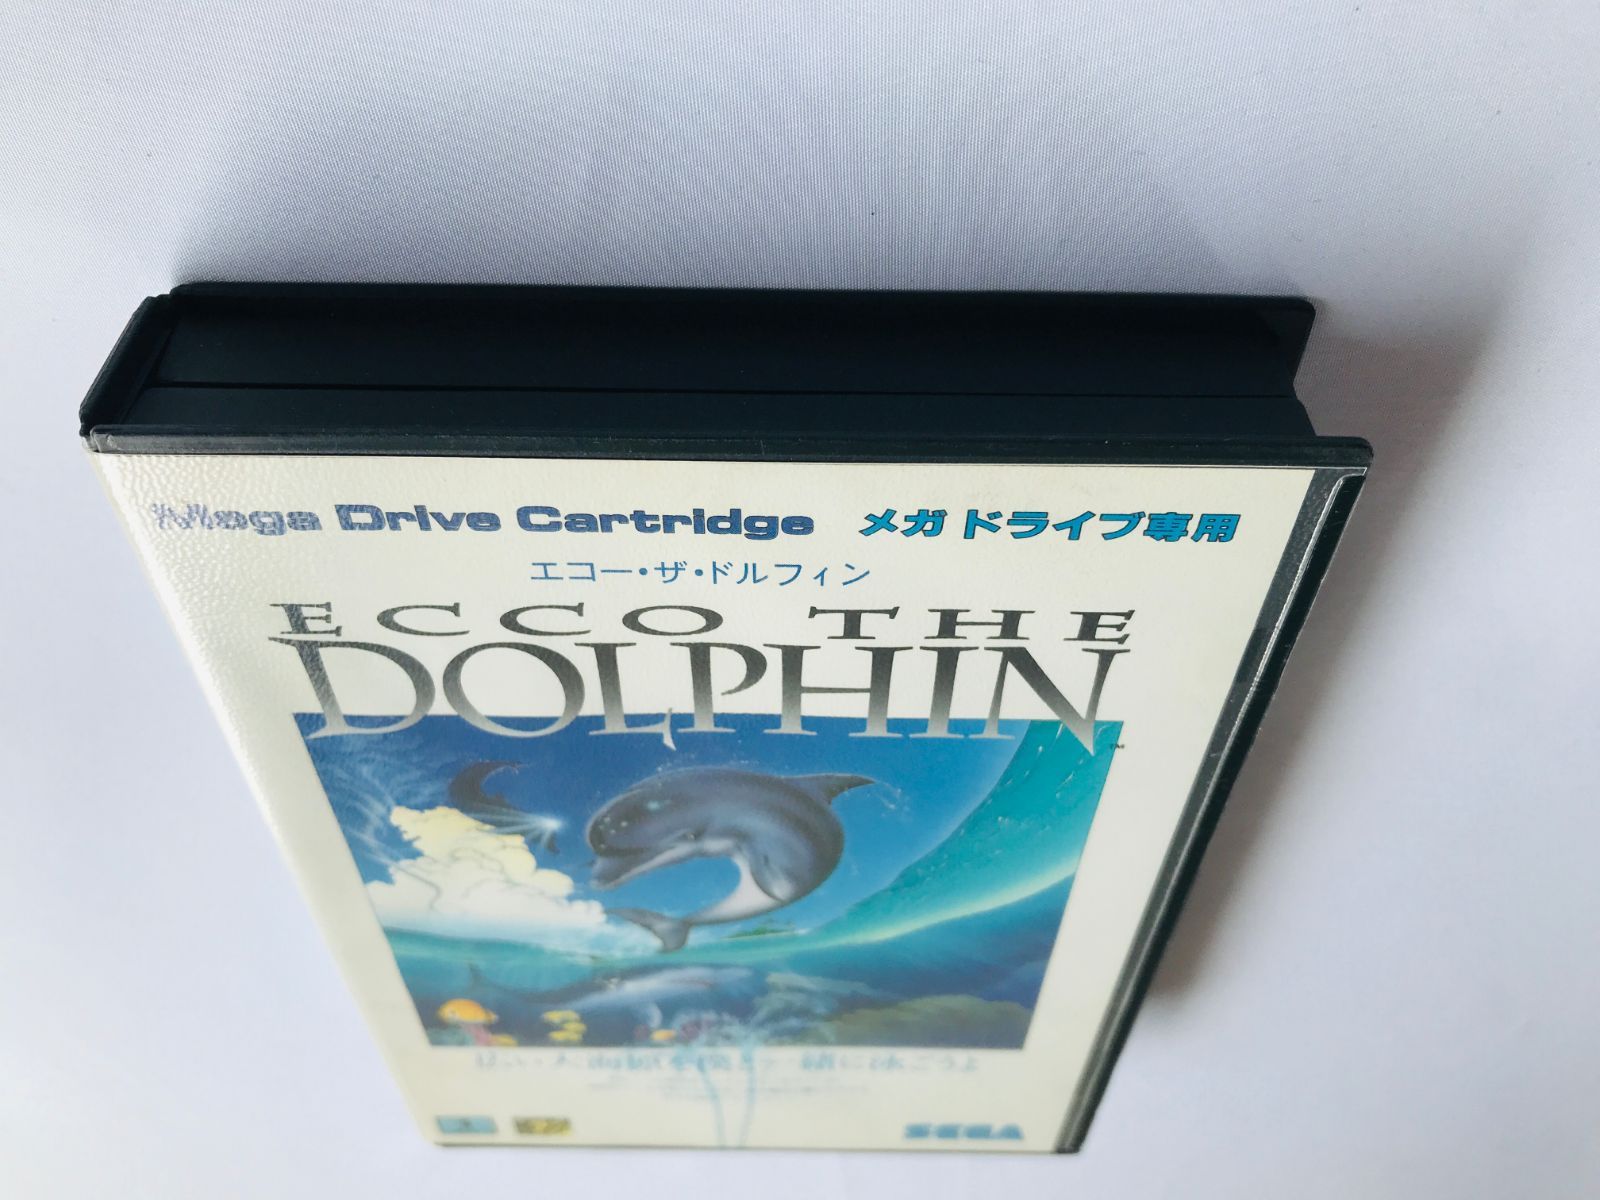 Mega Drive Cartridge メガドライブ専用
エコー・ザ・ドルフィン
ECCO THE
DOLPHIN™
SEGA